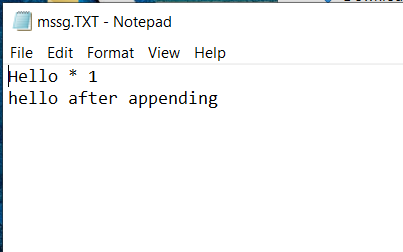 mssg.TXT - Notepad
File Edit Format View Help
Hello * 1
hello after appending